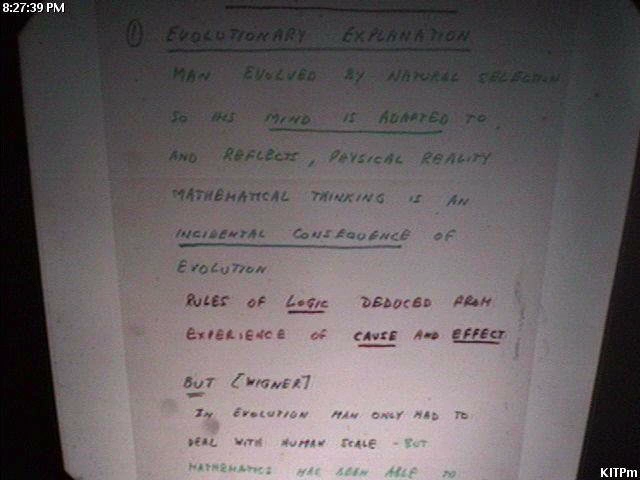 8:27:39 PM
① EVOLUTIONARY EXPLANATION
MAN EVOLVED BY NATURAL SELECTION
SO HIS MIND IS ADAPTED TO,
AND REFLECTS, PHYSICAL REALITY
MATHEMATICAL THINKING IS AN
INCIDENTAL CONSEQUENCE OF
EVOLUTION
RULES OF LOGIC DEDUCED FROM
EXPERIENCE OF CAUSE AND EFFECT
BUT [WIGNER]
IN EVOLUTION MAN ONLY HAD TO
DEAL WITH HUMAN SCALE - BUT
MATHEMATICS HAS BEEN ABLE TO
KITPm